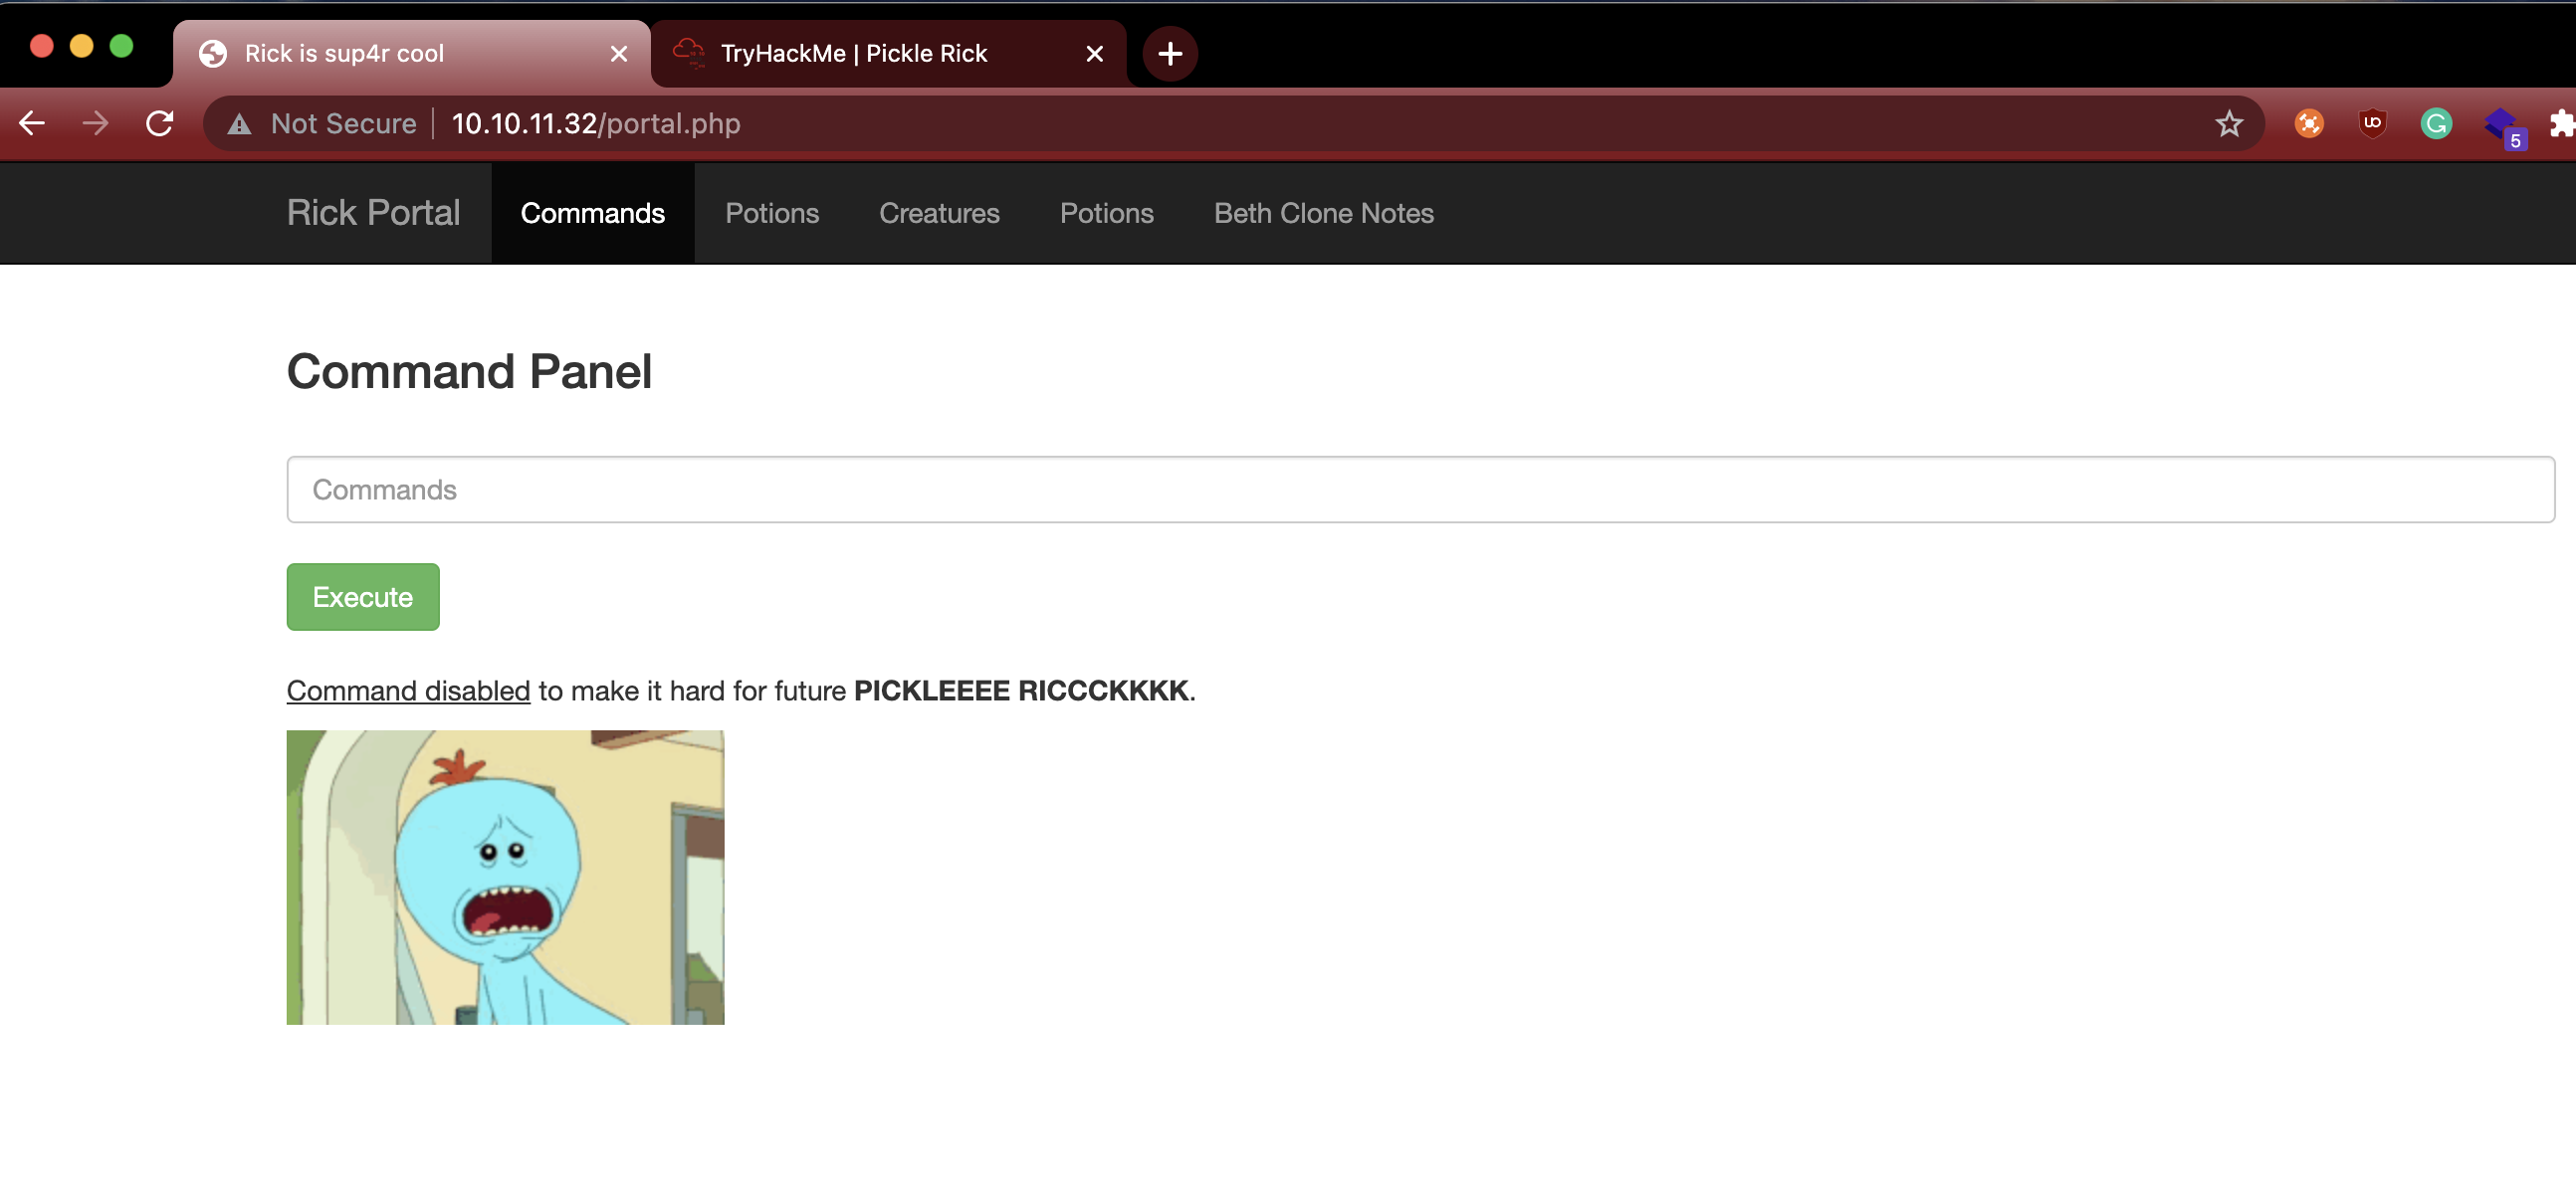 Rick is sup4r cool
TryHackMe | Pickle Rick
Not Secure 10.10.11.32/portal.php
UO
G
5
Rick Portal Commands Potions Creatures Potions Beth Clone Notes
Command Panel
Commands
Execute
Command disabled to make it hard for future PICKLEEEE RICCCKKKK.